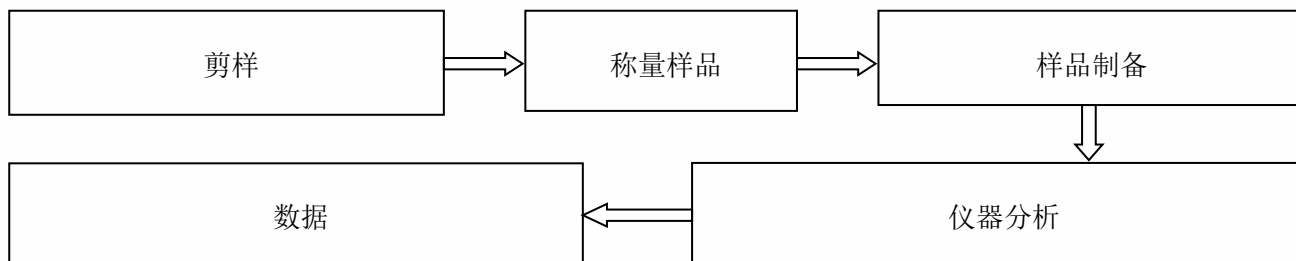 剪样
称量样品
样品制备
仪器分析
数据